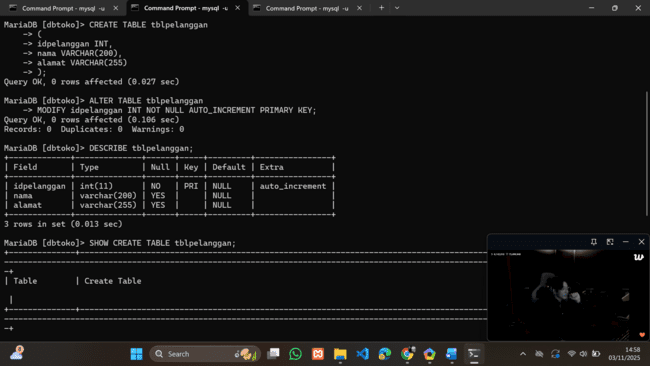 Command Prompt - mysql -u
Command Prompt - mysql -u
Command Prompt - mysql -u
MariaDB [dbtoko]> CREATE TABLE tblpelanggan
-> (
-> idpelanggan INT,
-> nama VARCHAR(200),
-> alamat VARCHAR(255)
-> );
Query OK, 0 rows affected (0.027 sec)
MariaDB [dbtoko]> ALTER TABLE tblpelanggan
-> MODIFY idpelanggan INT NOT NULL AUTO_INCREMENT PRIMARY KEY;
Query OK, 0 rows affected (0.106 sec)
Records: 0  Duplicates: 0  Warnings: 0
MariaDB [dbtoko]> DESCRIBE tblpelanggan;
+-------------+--------------+------+-----+---------+----------------+
| Field       | Type         | Null | Key | Default | Extra          |
+-------------+--------------+------+-----+---------+----------------+
| idpelanggan | int(11)      | NO   | PRI | NULL    | auto_increment |
| nama        | varchar(200) | YES  |     | NULL    |                |
| alamat      | varchar(255) | YES  |     | NULL    |                |
+-------------+--------------+------+-----+---------+----------------+
3 rows in set (0.013 sec)
MariaDB [dbtoko]> SHOW CREATE TABLE tblpelanggan;
| Table        | Create Table
|
w
Search
14:58
03/11/2025